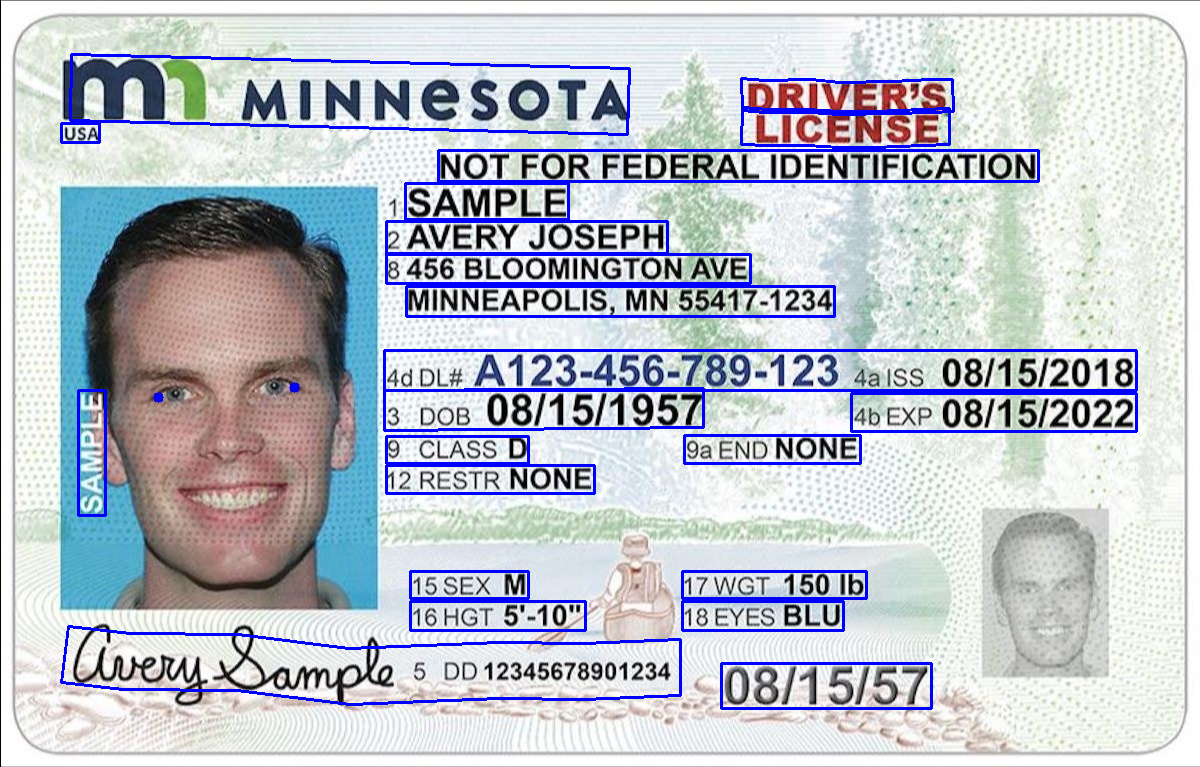 mn MINNESOTA
USA
DRIVER'S
LICENSE
NOT FOR FEDERAL IDENTIFICATION
1 SAMPLE
2 AVERY JOSEPH
8 456 BLOOMINGTON AVE
MINNEAPOLIS, MN 55417-1234
4d DL# A123-456-789-123 4a ISS 08/15/2018
3 DOB 08/15/1957 4b EXP 08/15/2022
9 CLASS D 9a END NONE
12 RESTR NONE
SAMPLE
15 SEX M 17 WGT 150 lb
16 HGT 5'-10" 18 EYES BLU
Avery Sample 5 DD 12345678901234
08/15/57